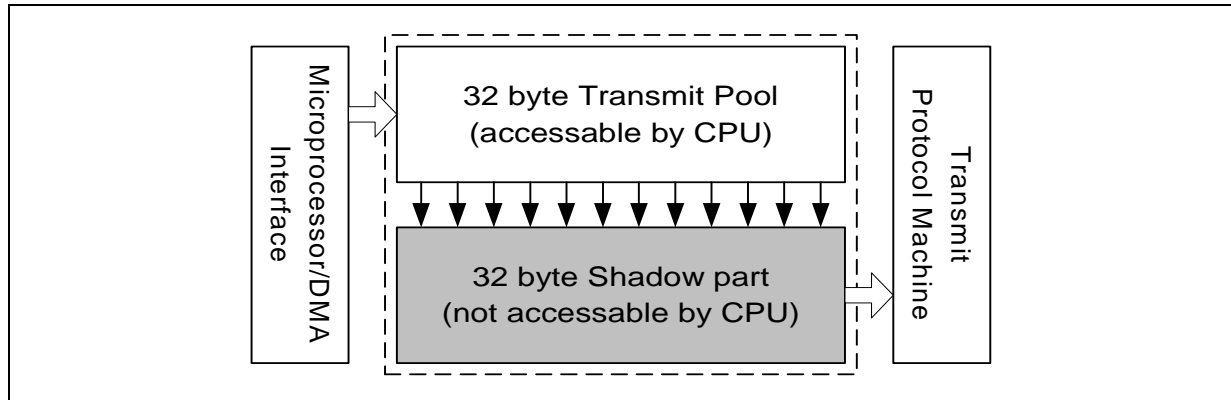 Microprocessor/DMA
Interface
32 byte Transmit Pool
(accessable by CPU)
32 byte Shadow part
(not accessable by CPU)
Transmit
Protocol Machine